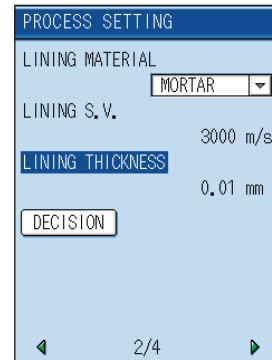 PROCESS SETTING
LINING MATERIAL
MORTAR
LINING S.V.
3000 m/s
LINING THICKNESS
0.01 mm
DECISION
2/4